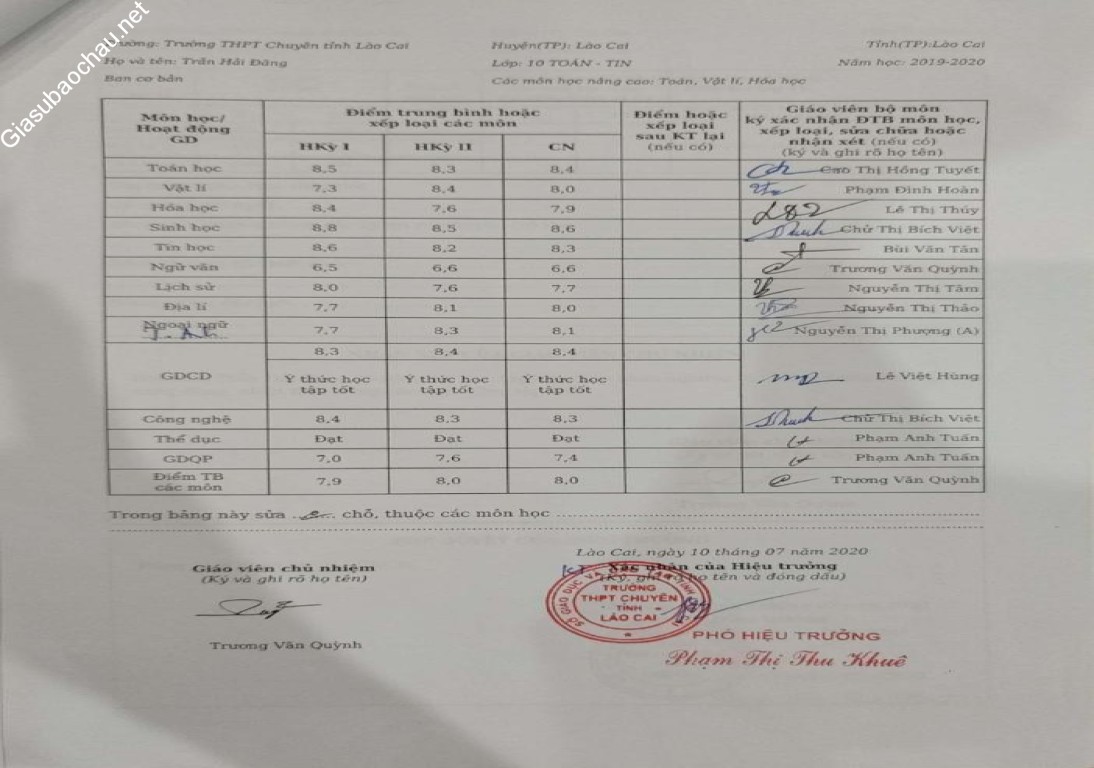 Giasubaochau.net
Trường: Trường THPT Chuyên tỉnh Lào Cai Huyện(TP): Lào Cai Tỉnh(TP):Lào Cai
Họ và tên: Trần Hải Đăng Lớp: 10 TOÁN - TIN Năm học: 2019-2020
Ban cơ bản Các môn học nâng cao: Toán, Vật lí, Hóa học
Môn học/ Hoạt động GD Điểm trung bình hoặc xếp loại các môn Điểm hoặc xếp loại sau KT lại (nếu có) Giáo viên bộ môn ký xác nhận ĐTB môn học, xếp loại, sửa chữa hoặc nhận xét (nếu có) (ký và ghi rõ họ tên)
HKỳ I HKỳ II CN
Toán học 8,5 8,3 8,4 Cao Thị Hồng Tuyết
Vật lí 7,3 8,4 8,0 Phạm Đình Hoàn
Hóa học 8,4 7,6 7,9 Lê Thị Thúy
Sinh học 8,8 8,5 8,6 Chử Thị Bích Việt
Tin học 8,6 8,2 8,3 Bùi Văn Tân
Ngữ văn 6,5 6,6 6,6 Trương Văn Quỳnh
Lịch sử 8,0 7,6 7,7 Nguyễn Thị Tâm
Địa lí 7,7 8,1 8,0 Nguyễn Thị Thảo
Ngoại ngữ 7,7 8,3 8,1 Nguyễn Thị Phượng (A)
T. Anh
8,3 8,4 8,4
GDCD Ý thức học tập tốt Ý thức học tập tốt Ý thức học tập tốt Lê Việt Hùng
Công nghệ 8,4 8,3 8,3 Chử Thị Bích Việt
Thể dục Đạt Đạt Đạt Phạm Anh Tuấn
GDQP 7,0 7,6 7,4 Phạm Anh Tuấn
Điểm TB các môn 7,9 8,0 8,0 Trương Văn Quỳnh
Trong bảng này sửa chỗ, thuộc các môn học
Lào Cai, ngày 10 tháng 07 năm 2020
Giáo viên chủ nhiệm Xác nhận của Hiệu trưởng
(Ký và ghi rõ họ tên) (Ký, ghi rõ họ tên và đóng dấu)
KT
TRƯỜNG
THPT CHUYÊN
TỈNH
LÀO CAI
PHÓ HIỆU TRƯỞNG
Trương Văn Quỳnh
Phạm Thị Thu Khuê